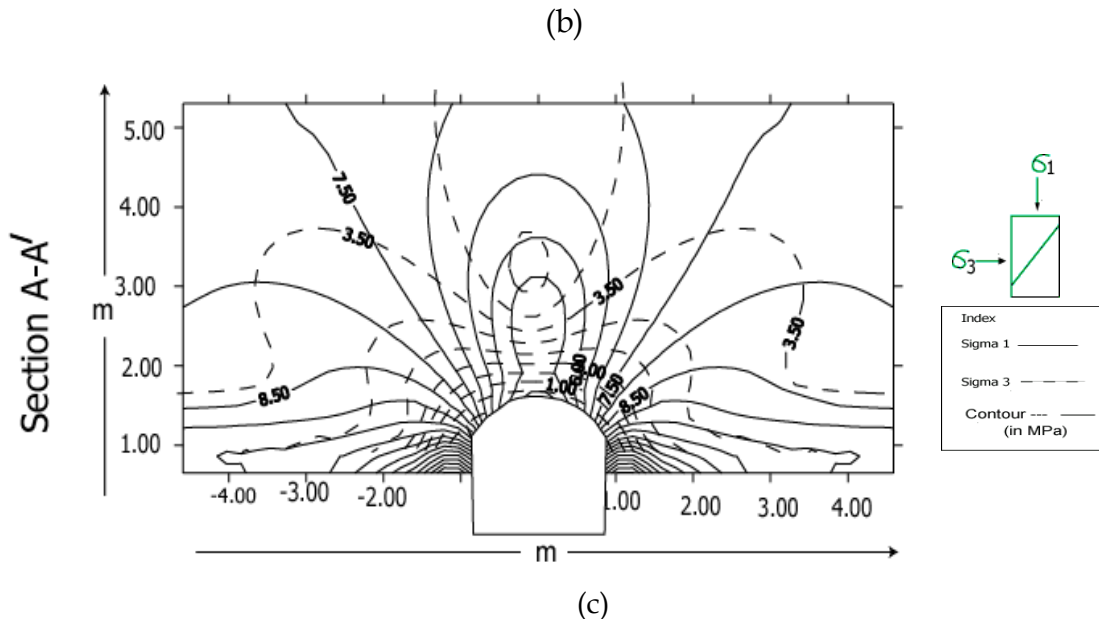 (b)
Section A-A'
m
5.00
4.00
3.00
2.00
1.00
7.50
3.50
3.50
3.50
8.50
8.50
7.50
1.00
-4.00 -3.00 -2.00 1.00 2.00 3.00 4.00
m
σ1
σ3
Index
Sigma 1
Sigma 3
Contour --- —
(in MPa)
(c)